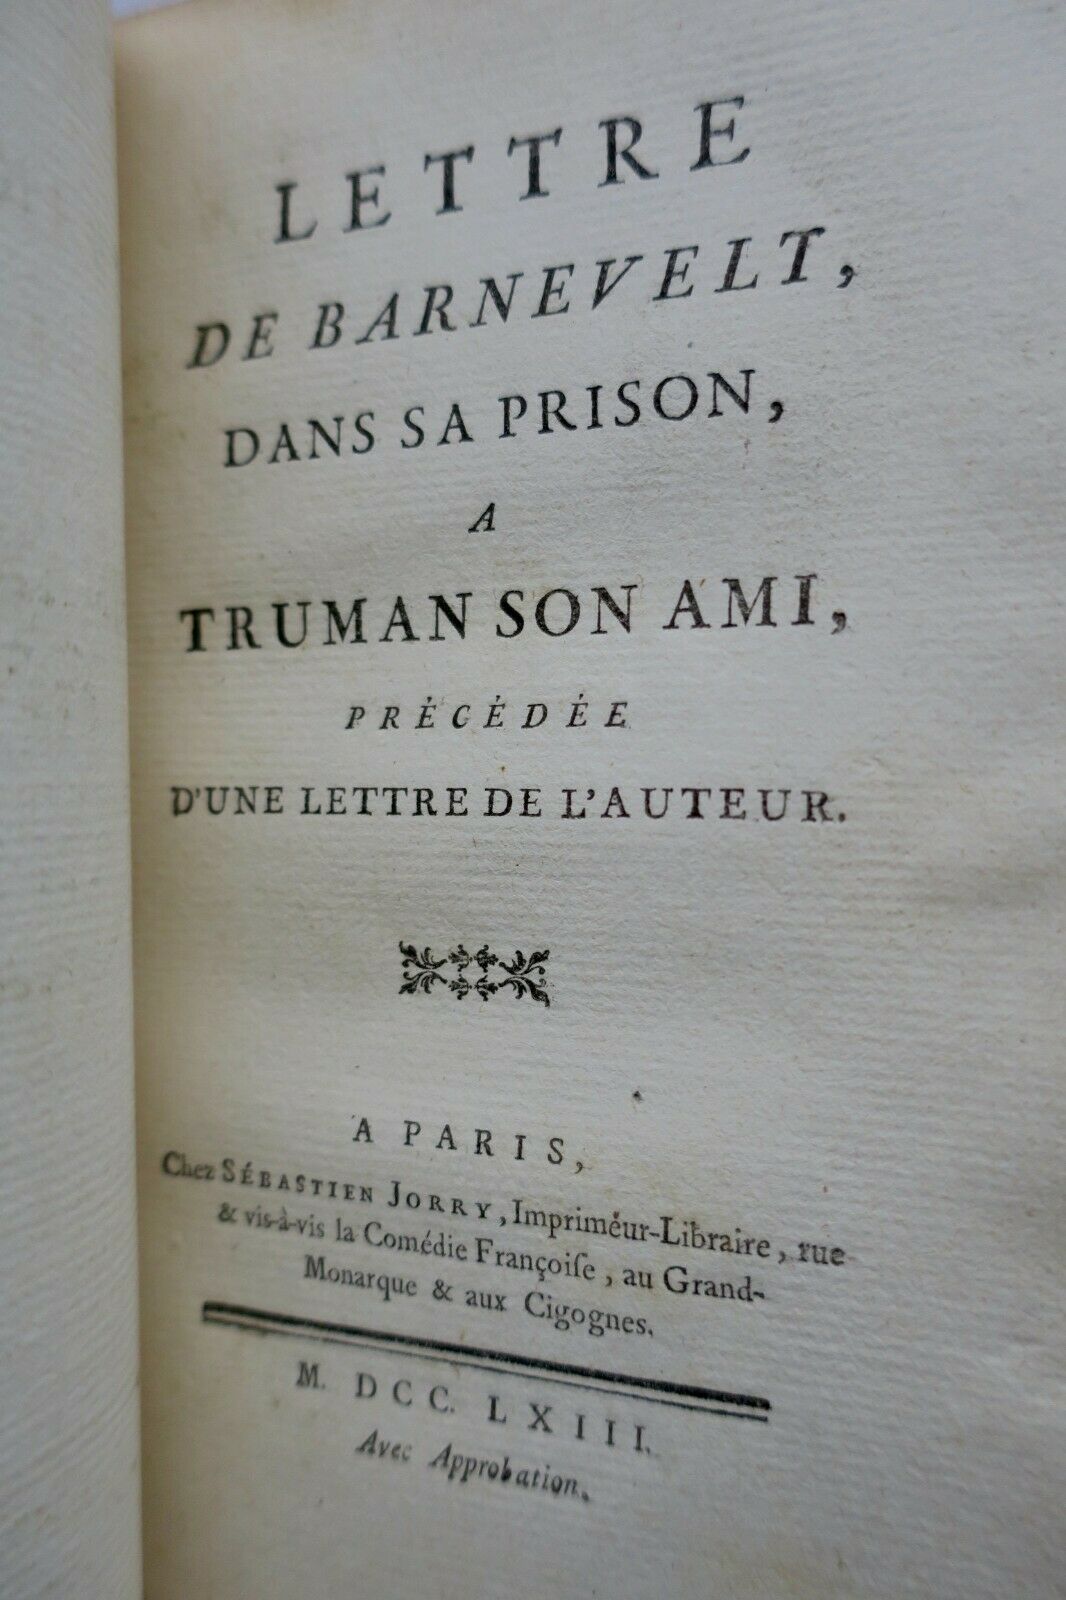 LETTRE
DE BARNEVELT,
DANS SA PRISON,
A
TRUMAN SON AMI,
PRÉCÉDÉE
D'UNE LETTRE DE L'AUTEUR.
A PARIS,
Chez SÉBASTIEN JORRY, Imprimeur-Libraire, rue
& vis-à-vis la Comédie Françoiſe, au Grand-
Monarque & aux Cigognes.
M. DCC. LXIII.
Avec Approbation.